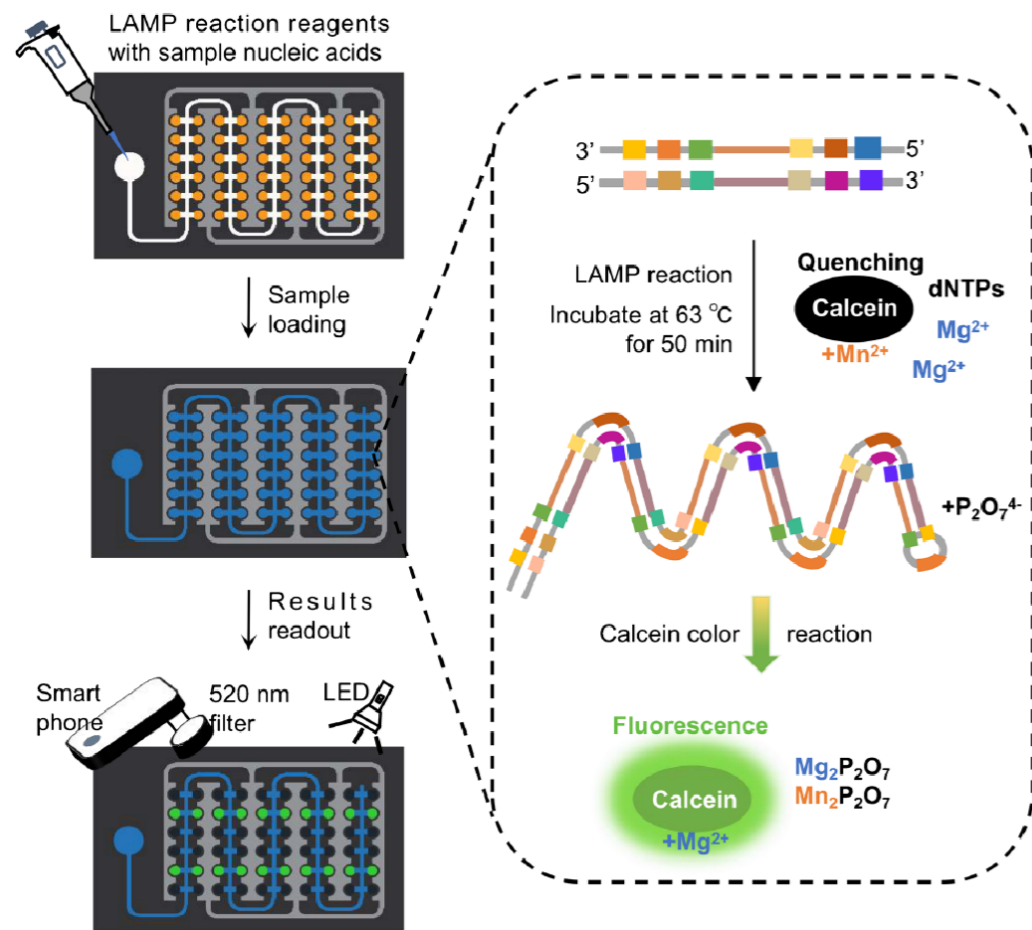 LAMP reaction reagents
with sample nucleic acids
Sample
loading
Results
readout
Smart
phone
520 nm
filter
LED
3’
5’
5’
3’
LAMP reaction
Incubate at 63 ℃
for 50 min
Quenching
Calcein
+Mn²⁺
dNTPs
Mg²⁺
Mg²⁺
+P₂O₇⁴⁻
Calcein color reaction
Fluorescence
Calcein
+Mg²⁺
Mg₂P₂O₇
Mn₂P₂O₇